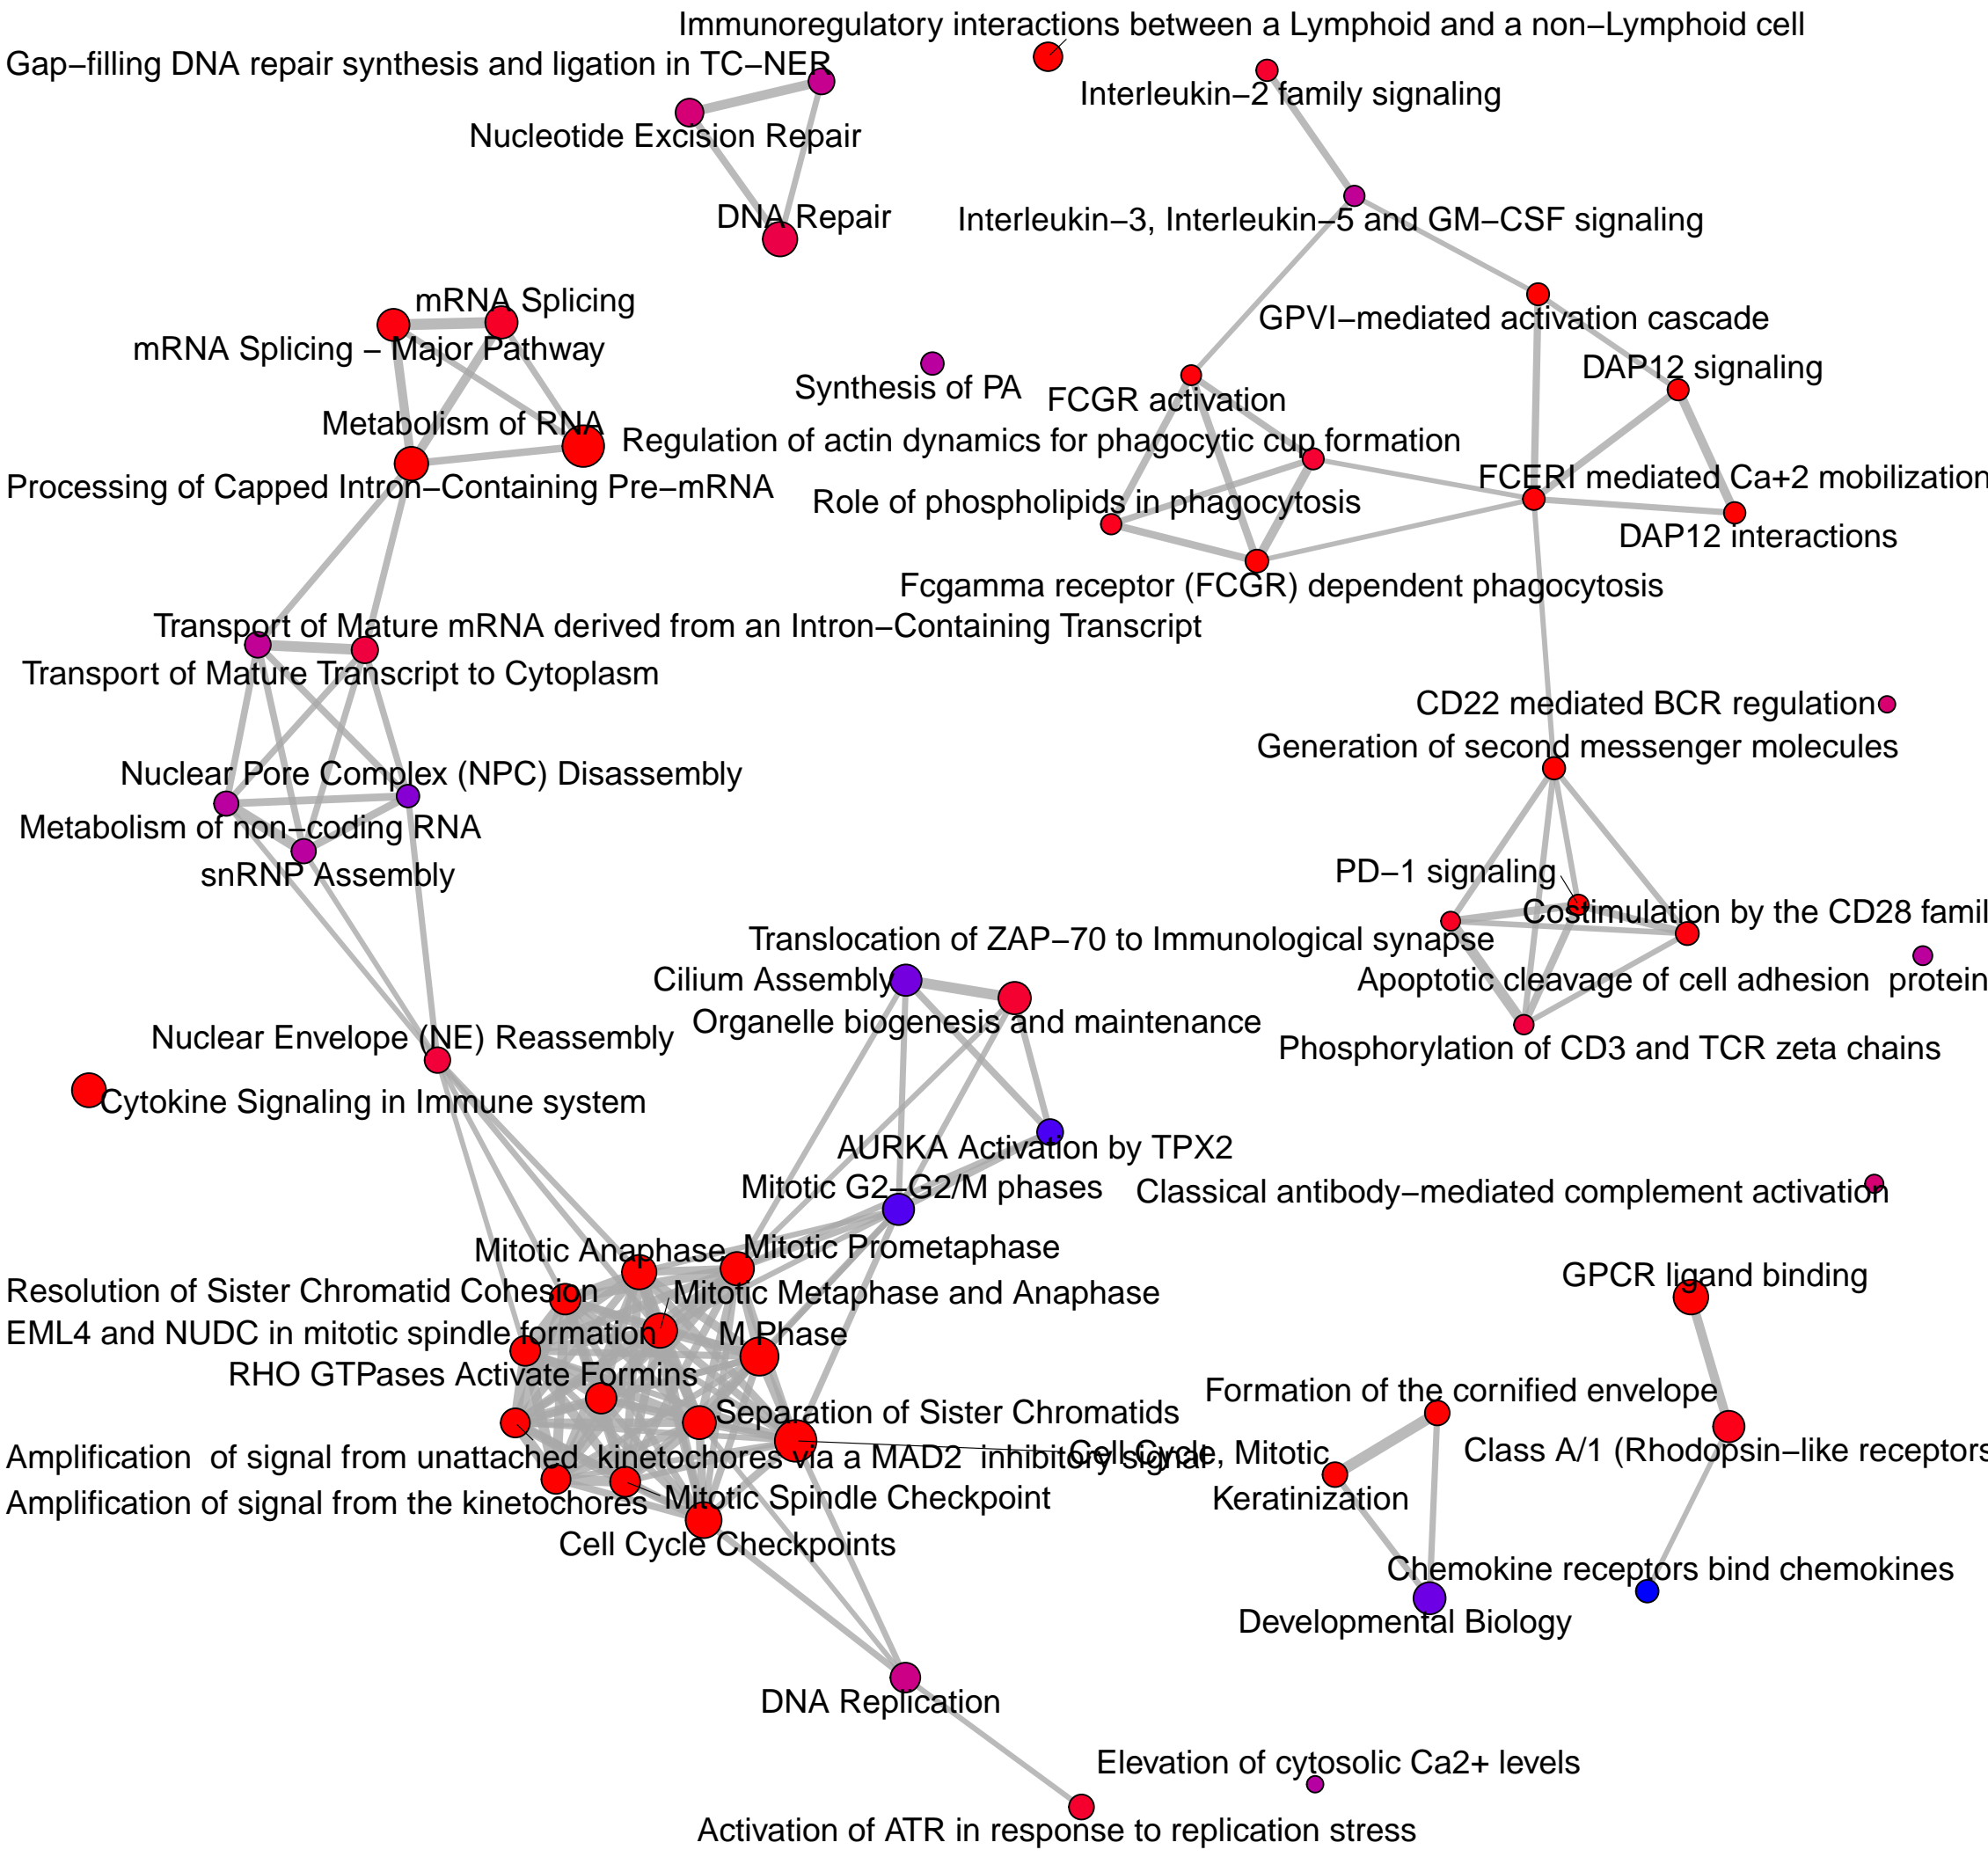 Immunoregulatory interactions between a Lymphoid and a non−Lymphoid cell
Gap−filling DNA repair synthesis and ligation in TC−NER
Interleukin−2 family signaling
Nucleotide Excision Repair
DNA Repair
Interleukin−3, Interleukin−5 and GM−CSF signaling
mRNA Splicing
GPVI−mediated activation cascade
mRNA Splicing − Major Pathway
DAP12 signaling
Synthesis of PA
FCGR activation
Metabolism of RNA
Regulation of actin dynamics for phagocytic cup formation
FCERI mediated Ca+2 mobilization
Processing of Capped Intron−Containing Pre−mRNA
Role of phospholipids in phagocytosis
DAP12 interactions
Fcgamma receptor (FCGR) dependent phagocytosis
Transport of Mature mRNA derived from an Intron−Containing Transcript
Transport of Mature Transcript to Cytoplasm
CD22 mediated BCR regulation
Generation of second messenger molecules
Nuclear Pore Complex (NPC) Disassembly
Metabolism of non−coding RNA
snRNP Assembly
PD−1 signaling
Costimulation by the CD28 famil
Translocation of ZAP−70 to Immunological synapse
Cilium Assembly
Apoptotic cleavage of cell adhesion  protein
Organelle biogenesis and maintenance
Nuclear Envelope (NE) Reassembly
Phosphorylation of CD3 and TCR zeta chains
Cytokine Signaling in Immune system
AURKA Activation by TPX2
Mitotic G2−G2/M phases
Classical antibody−mediated complement activation
Mitotic Anaphase
Mitotic Prometaphase
GPCR ligand binding
Resolution of Sister Chromatid Cohesion
Mitotic Metaphase and Anaphase
EML4 and NUDC in mitotic spindle formation
M Phase
RHO GTPases Activate Formins
Formation of the cornified envelope
Separation of Sister Chromatids
Cell Cycle, Mitotic
Class A/1 (Rhodopsin−like receptors
Amplification  of signal from unattached  kinetochores via a MAD2  inhibitory signal
Amplification of signal from the kinetochores
Mitotic Spindle Checkpoint
Keratinization
Cell Cycle Checkpoints
Chemokine receptors bind chemokines
Developmental Biology
DNA Replication
Elevation of cytosolic Ca2+ levels
Activation of ATR in response to replication stress